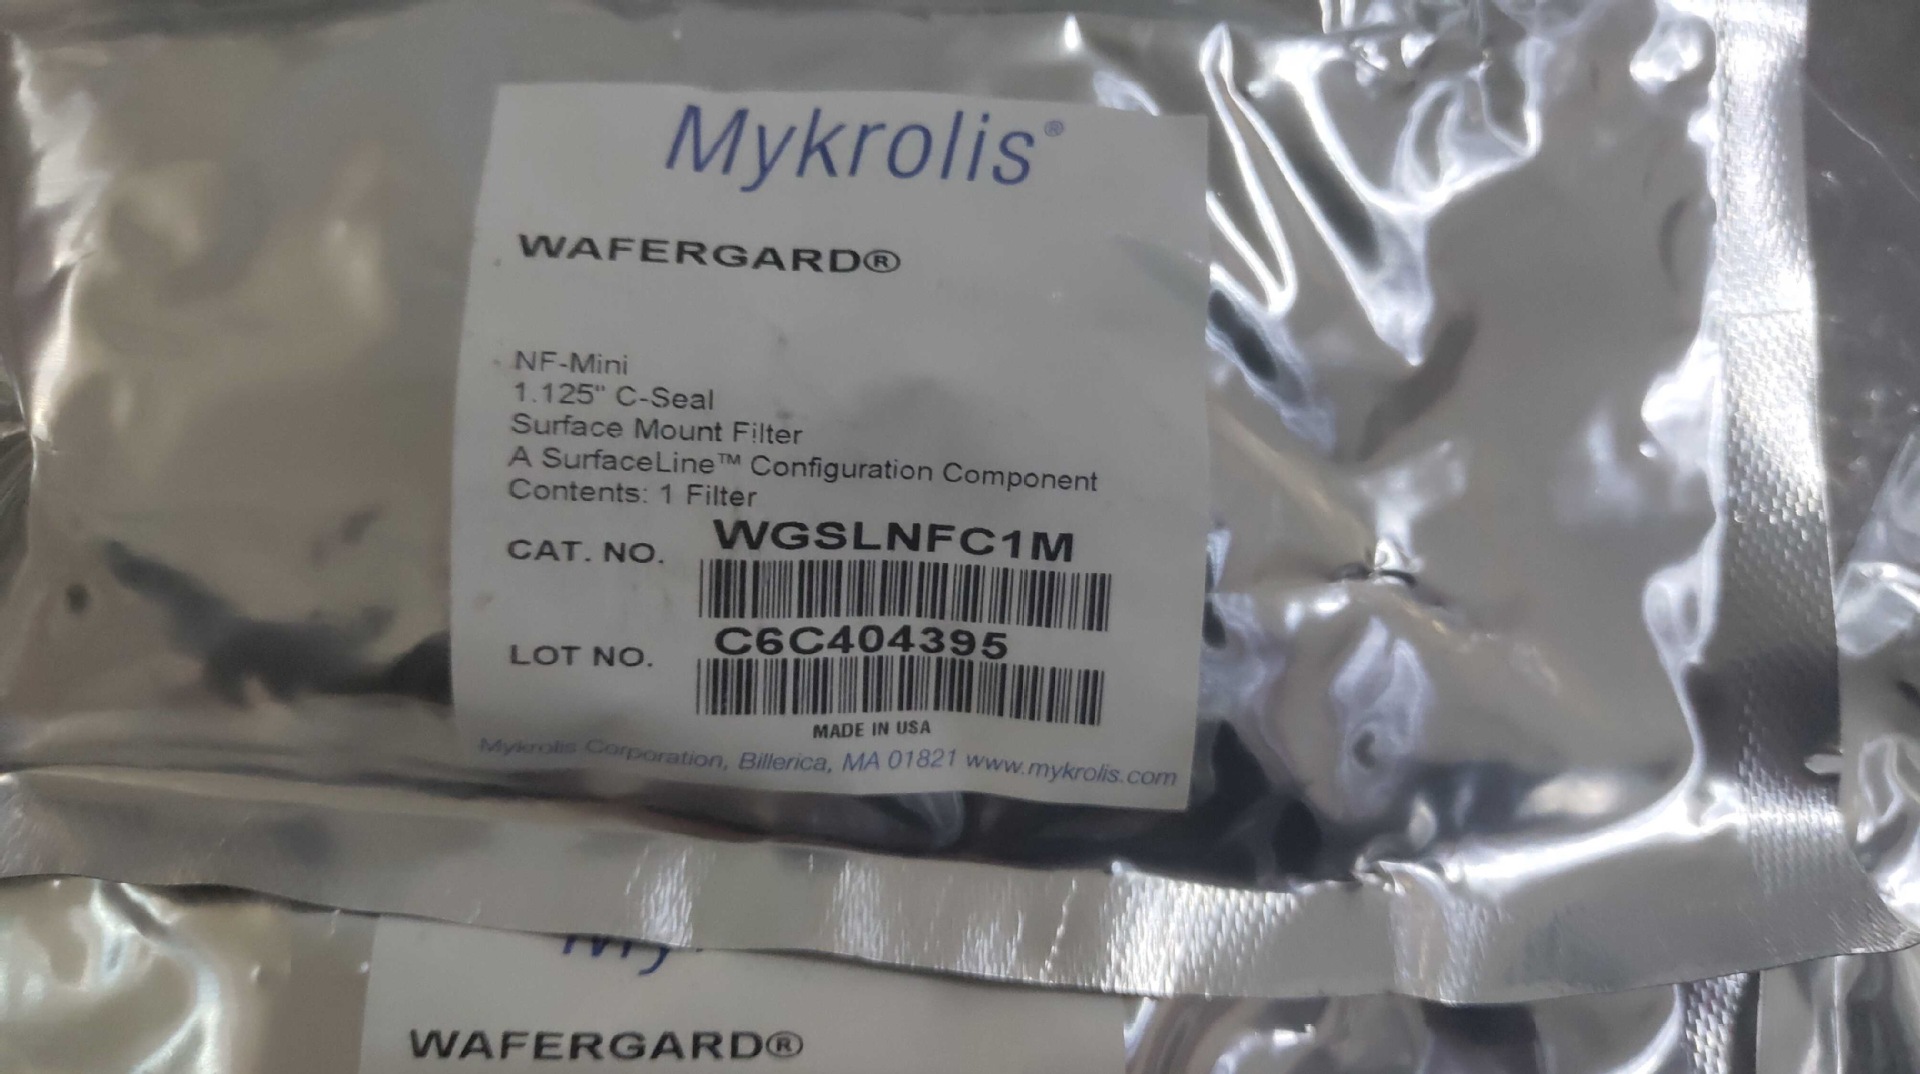 Mykrolis®
WAFERGARD®
NF-Mini
1.125" C-Seal
Surface Mount Filter
A SurfaceLine™ Configuration Component
Contents: 1 Filter
CAT. NO. WGSLNFC1M
LOT NO. C6C404395
MADE IN USA
Mykrolis Corporation, Billerica, MA 01821 www.mykrolis.com
WAFERGARD®